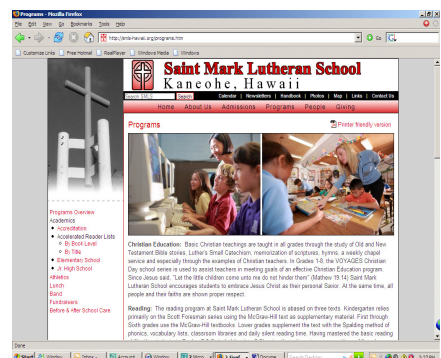 Programs - Mozilla Firefox
File Edit View Go Bookmarks Tools Help
http://smls-hawaii.org/programs.htm
Go
Customize Links Free Hotmail RealPlayer Windows Media Windows
Saint Mark Lutheran School
Kaneohe, Hawaii
Search SMLS Search Calendar | Newsletters | Handbook | Photos | Map | Links | Contact Us
Home About Us Admissions Programs People Giving
Programs
Printer friendly version
Programs Overview
Academics
Accreditation
Accelerated Reader Lists
By Book Level
By Title
Elementary School
Jr. High School
Athletics
Lunch
Band
Fundraisers
Before & After School Care
Christian Education: Basic Christian teachings are taught in all grades through the study of Old and New
Testament Bible stories, Luther's Small Catechism, memorization of scriptures, hymns, a weekly chapel
service and especially through the examples of Christian teachers. In Grades 1-8, the VOYAGES Christian
Day school series is used to assist teachers in meeting goals of an effective Christian Education program.
Since Jesus said, "Let the little children come unto me do not hinder them" (Mathew 19:14) Saint Mark
Lutheran School encourages students to embrace Jesus Christ as their personal Savior. At the same time, all
people and their faiths are shown proper respect.
Reading: The reading program at Saint Mark Lutheran School is abased on three texts. Kindergarten relies
primarily on the Scott Foresman series using the McGraw-Hill text as supplementary material. First through
Sixth grades use the McGraw-Hill textbooks. Lower grades supplement the text with the Spalding method of
phonics, vocabulary lists, classroom libraries and daily silent reading time. Having mastered the basic reading
Done
Start